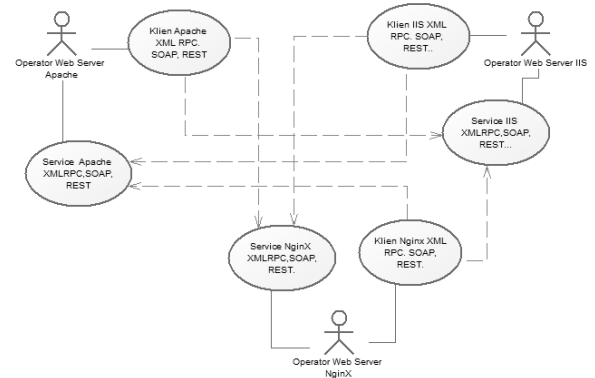 Klien Apache
XML RPC.
SOAP, REST
Klien IIS XML
RPC. SOAP,
REST..
Operator Web Server
Apache
Operator Web Server IIS
Service IIS
XMLRPC,SOAP,
REST...
Service Apache
XMLRPC,SOAP,
REST
Service NginX
XMLRPC,SOAP,
REST.
Klien Nginx XML
RPC. SOAP,
REST.
Operator Web Server
NginX